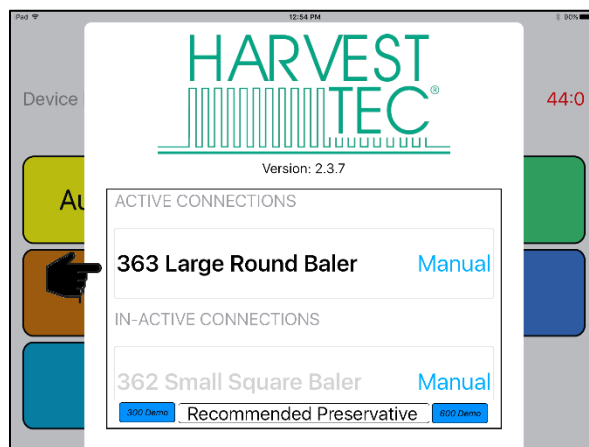 iPad 12:54 PM 90%
HARVEST
TEC®
Device 44:0
Version: 2.3.7
Au
ACTIVE CONNECTIONS
363 Large Round Baler Manual
IN-ACTIVE CONNECTIONS
362 Small Square Baler Manual
300 Demo Recommended Preservative 600 Demo